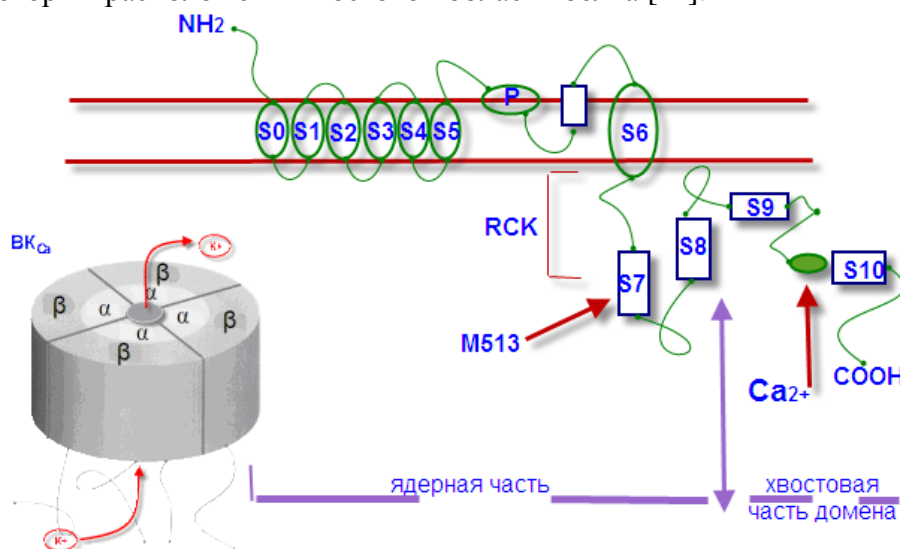 NH2
P
S0 S1 S2 S3 S4 S5 S6
RCK
S9
S8
S7
S10
M513
Ca2+
COOH
BKCa
K+
β
β α α α β
α
β
K+
ядерная часть
хвостовая
часть домена